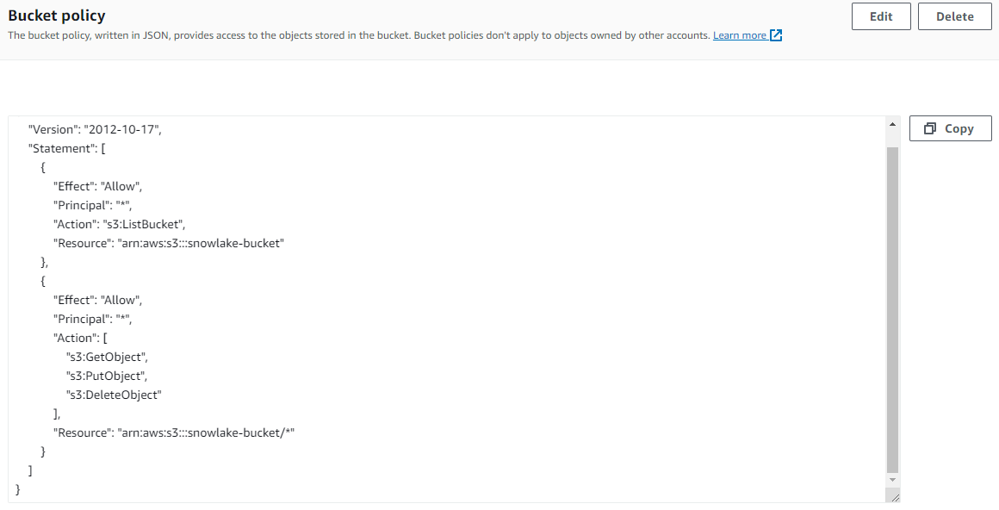 Bucket policy
Edit
Delete
The bucket policy, written in JSON, provides access to the objects stored in the bucket. Bucket policies don't apply to objects owned by other accounts. Learn more
Copy
"Version": "2012-10-17",
"Statement": [
{
"Effect": "Allow",
"Principal": "*",
"Action": "s3:ListBucket",
"Resource": "arn:aws:s3:::snowlake-bucket"
},
{
"Effect": "Allow",
"Principal": "*",
"Action": [
"s3:GetObject",
"s3:PutObject",
"s3:DeleteObject"
],
"Resource": "arn:aws:s3:::snowlake-bucket/*"
}
]
}